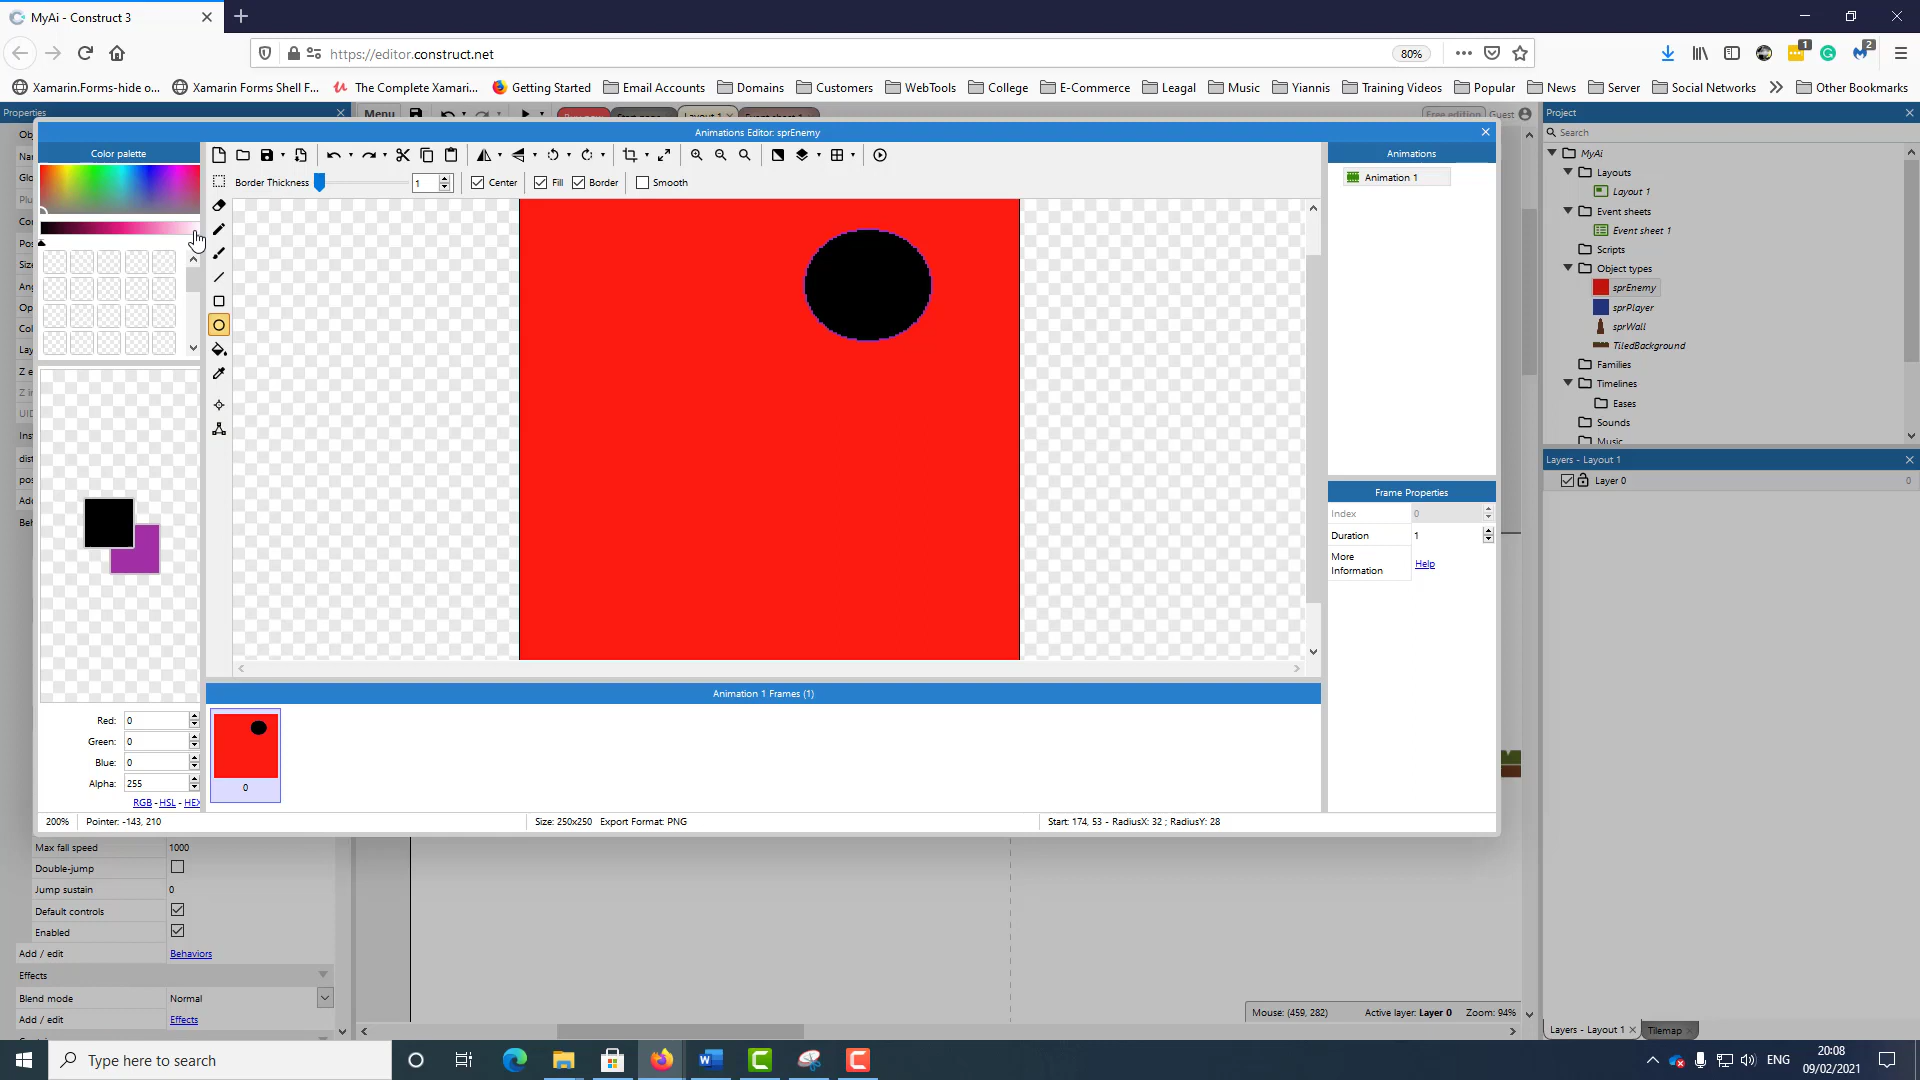 MyAi - Construct 3
https://editor.construct.net
80%
1
2
Xamarin.Forms-hide o...
Xamarin Forms Shell F...
The Complete Xamari...
Getting Started
Email Accounts
Domains
Customers
WebTools
College
E-Commerce
Leagal
Music
Yiannis
Training Videos
Popular
News
Server
Social Networks
Other Bookmarks
Properties
Menu
Free edition
Guest
Project
Animations Editor: sprEnemy
Search
Color palette
Animations
MyAi
Border Thickness
1
Center
Fill
Border
Smooth
Animation 1
Layouts
Layout 1
Event sheets
Event sheet 1
Scripts
Object types
sprEnemy
sprPlayer
sprWall
TiledBackground
Families
Timelines
Eases
Sounds
Music
Layers - Layout 1
Layer 0
0
Frame Properties
Index
0
Duration
1
More Information
Help
Animation 1 Frames (1)
0
Red:
0
Green:
0
Blue:
0
Alpha:
255
RGB - HSL - HEX
200%
Pointer: -143, 210
Size: 250x250
Export Format: PNG
Start: 174, 53 - RadiusX: 32 ; RadiusY: 28
Max fall speed
1000
Double-jump
Jump sustain
0
Default controls
Enabled
Add / edit
Behaviors
Effects
Blend mode
Normal
Add / edit
Effects
Mouse: (459, 282)
Active layer: Layer 0
Zoom: 94%
Layers - Layout 1
Tilemap
Type here to search
ENG
20:08
09/02/2021